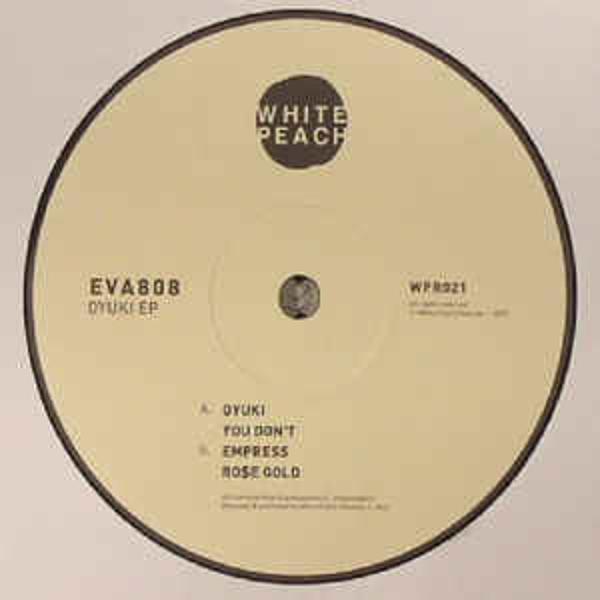 WHITE
PEACH
EVA808
OYUKI EP
WPR021
A. OYUKI
YOU DON'T
B. EMPRESS
RO$E GOLD